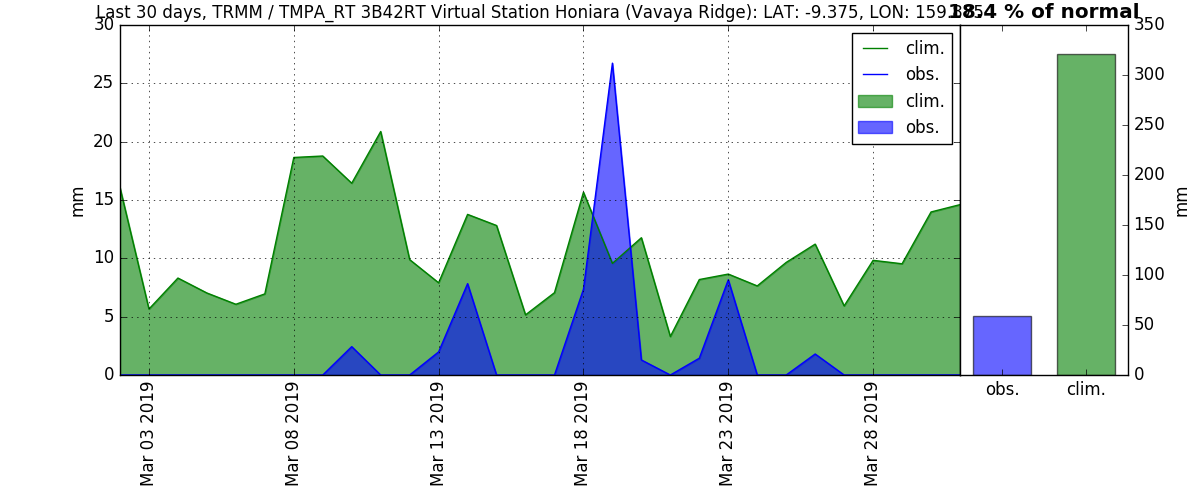 Last 30 days, TRMM / TMPA_RT 3B42RT Virtual Station Honiara (Vavaya Ridge): LAT: -9.375, LON: 159.
18.4 % of normal
30
25
20
15
10
5
0
mm
clim.
obs.
clim.
obs.
Mar 03 2019
Mar 08 2019
Mar 13 2019
Mar 18 2019
Mar 23 2019
Mar 28 2019
350
300
250
200
150
100
50
0
mm
obs.
clim.